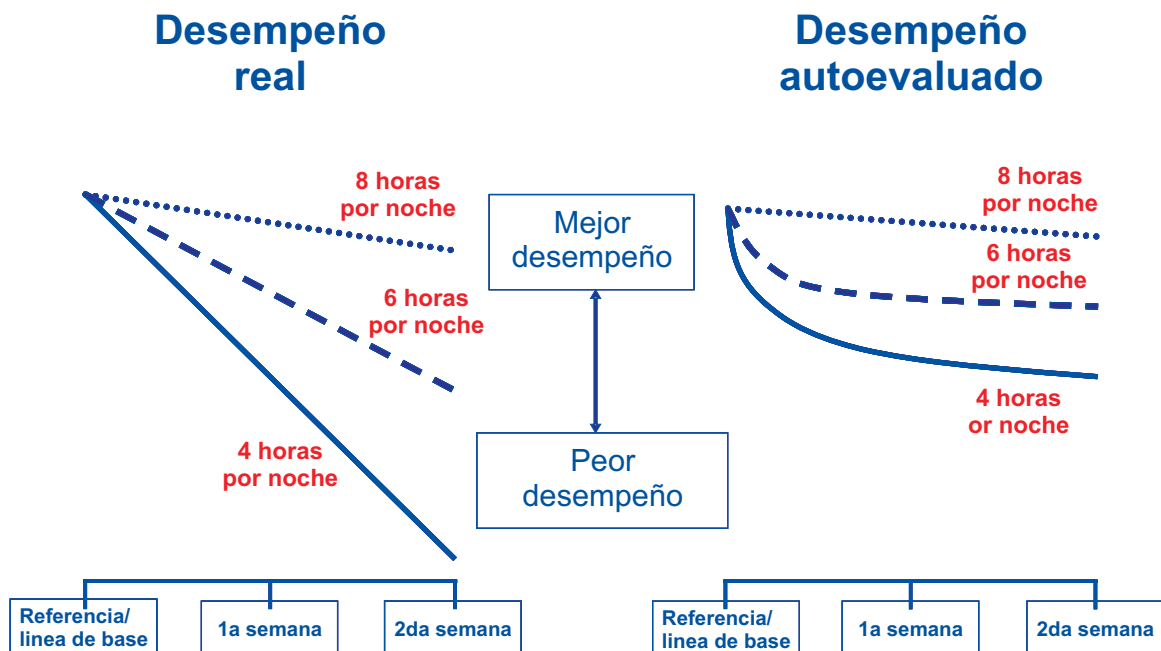 Desempeño
real
8 horas
por noche
6 horas
por noche
4 horas
por noche
Referencia/
linea de base
1a semana
2da semana
Mejor
desempeño
Peor
desempeño
Desempeño
autoevaluado
8 horas
por noche
6 horas
por noche
4 horas
or noche
Referencia/
linea de base
1a semana
2da semana